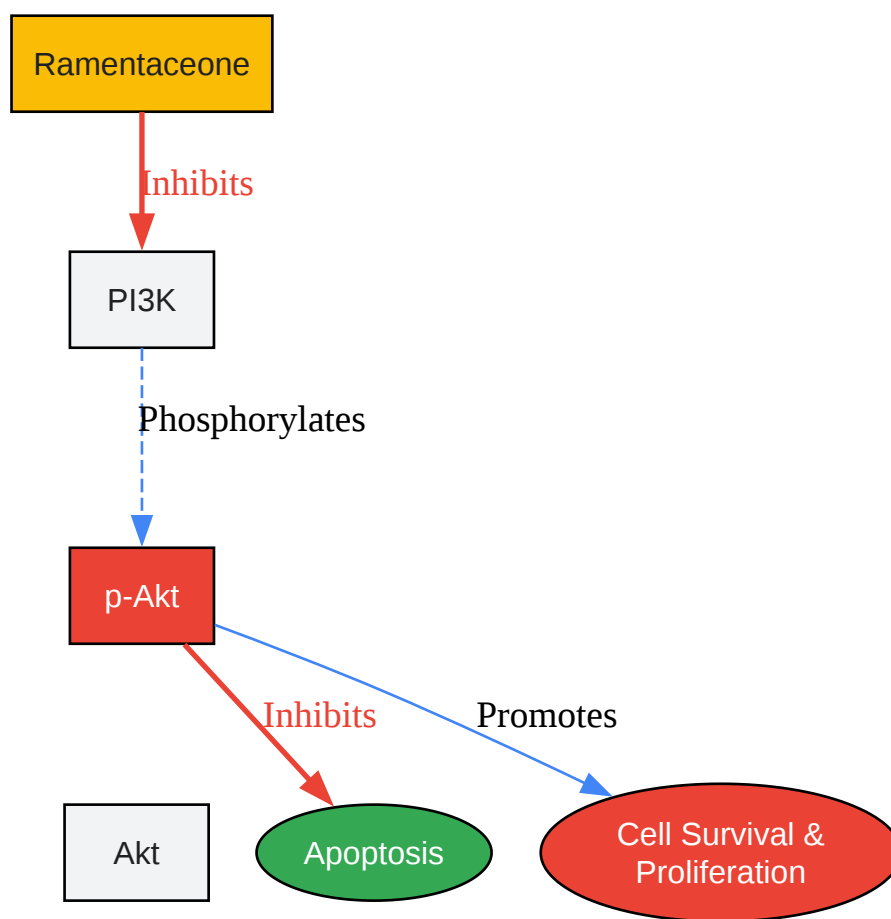 Ramentaceone
Inhibits
PI3K
Phosphorylates
p-Akt
Inhibits
Promotes
Akt
Apoptosis
Cell Survival &
Proliferation